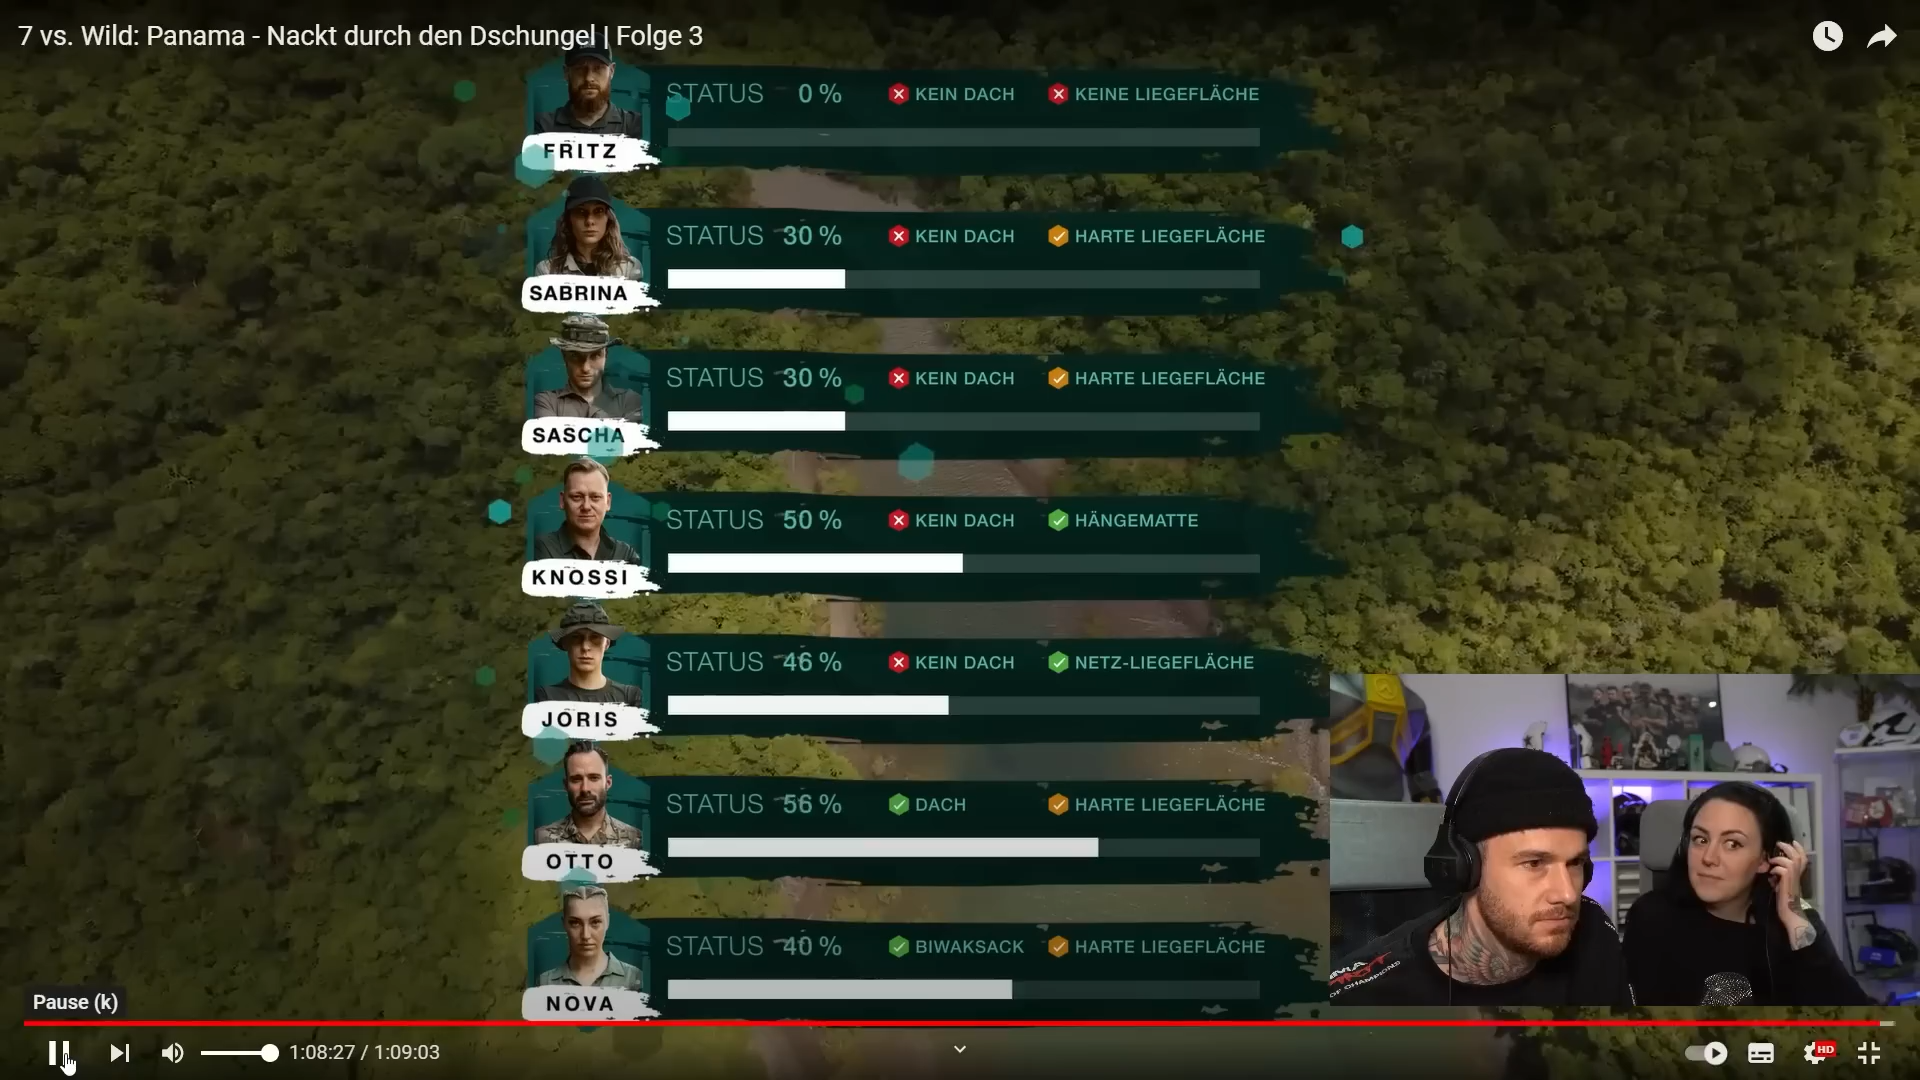 7 vs. Wild: Panama - Nackt durch den Dschungel | Folge 3
STATUS 0 % KEIN DACH KEINE LIEGEFLÄCHE
FRITZ
STATUS 30 % KEIN DACH HARTE LIEGEFLÄCHE
SABRINA
STATUS 30 % KEIN DACH HARTE LIEGEFLÄCHE
SASCHA
STATUS 50 % KEIN DACH HÄNGEMATTE
KNOSSI
STATUS 46 % KEIN DACH NETZ-LIEGEFLÄCHE
JORIS
STATUS 56 % DACH HARTE LIEGEFLÄCHE
OTTO
STATUS 40 % BIWAKSACK HARTE LIEGEFLÄCHE
NOVA
OF CHAMPIONS
Pause (k)
1:08:27 / 1:09:03
HD